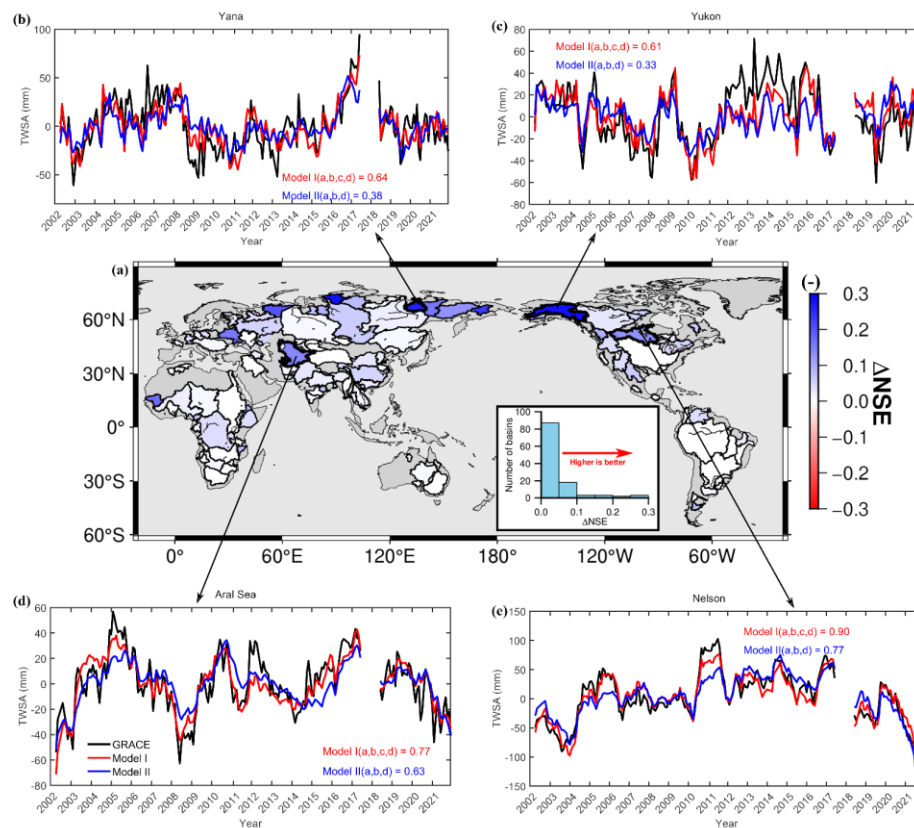 (b)
Yana
100
50
0
-50
TWSA (mm)
Model I(a,b,c,d) = 0.64
Model II(a,b,d) = 0.38
2002 2003 2004 2005 2006 2007 2008 2009 2010 2011 2012 2013 2014 2015 2016 2017 2018 2019 2020 2021
Year
(c)
Yukon
80
60
40
20
0
-20
-40
-60
-80
TWSA (mm)
Model I(a,b,c,d) = 0.61
Model II(a,b,d) = 0.33
2002 2003 2004 2005 2006 2007 2008 2009 2010 2011 2012 2013 2014 2015 2016 2017 2018 2019 2020 2021
Year
(a)
60°N
30°N
0°
30°S
60°S
0° 60°E 120°E 180° 120°W 60°W
100
80
60
40
20
0
Number of basins
Higher is better
0.0 0.1 0.2 0.3
ΔNSE
(-)
0.3
0.2
0.1
0.0
−0.1
−0.2
−0.3
ΔNSE
(d)
Aral Sea
60
40
20
0
-20
-40
-60
-80
TWSA (mm)
GRACE
Model I
Model II
Model I(a,b,c,d) = 0.77
Model II(a,b,d) = 0.63
2002 2003 2004 2005 2006 2007 2008 2009 2010 2011 2012 2013 2014 2015 2016 2017 2018 2019 2020 2021
Year
(e)
Nelson
150
100
50
0
-50
-100
-150
TWSA (mm)
Model I(a,b,c,d) = 0.90
Model II(a,b,d) = 0.77
2002 2003 2004 2005 2006 2007 2008 2009 2010 2011 2012 2013 2014 2015 2016 2017 2018 2019 2020 2021
Year